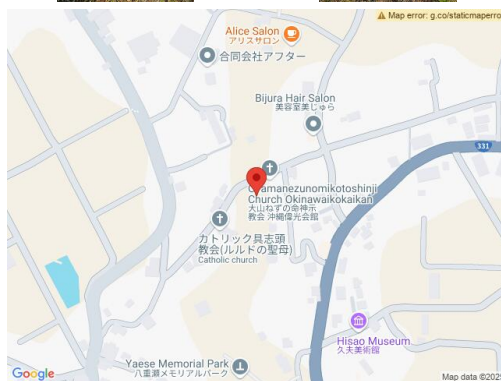 Map error: g.co/staticmaperro
Alice Salon
アリスサロン
合同会社アフター
Bijura Hair Salon
美容室美じゅら
331
Oyamanezunomikotoshinji
Church Okinawaikokaikan
大山ねずの命神示
教会 沖縄偉光会館
カトリック具志頭
教会(ルルドの聖母)
Catholic church
Hisao Museum
久夫美術館
Yaese Memorial Park
八重瀬メモリアルパーク
Google
Map data ©2025